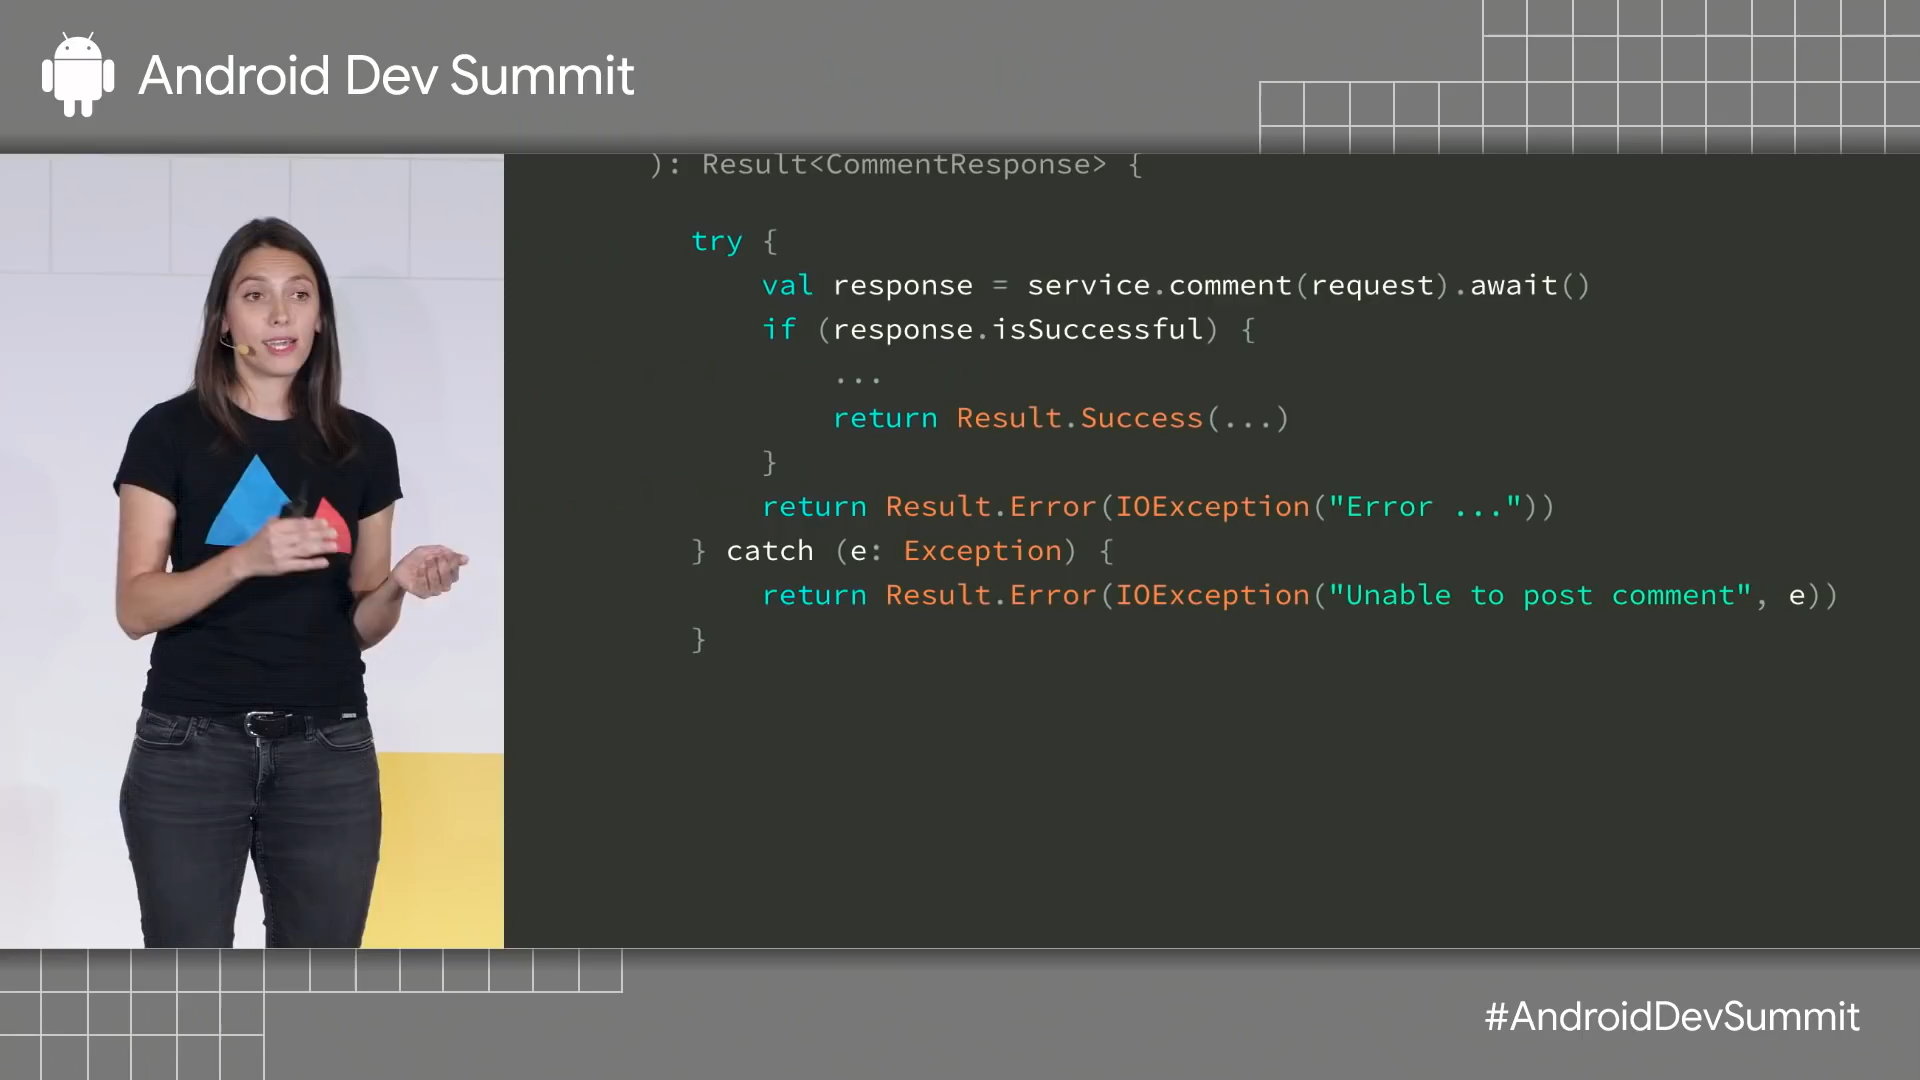 Android Dev Summit
): Result<CommentResponse> {
try {
val response = service.comment(request).await()
if (response.isSuccessful) {
...
return Result.Success(...)
}
return Result.Error(IOException("Error ..."))
} catch (e: Exception) {
return Result.Error(IOException("Unable to post comment", e))
}
#AndroidDevSummit